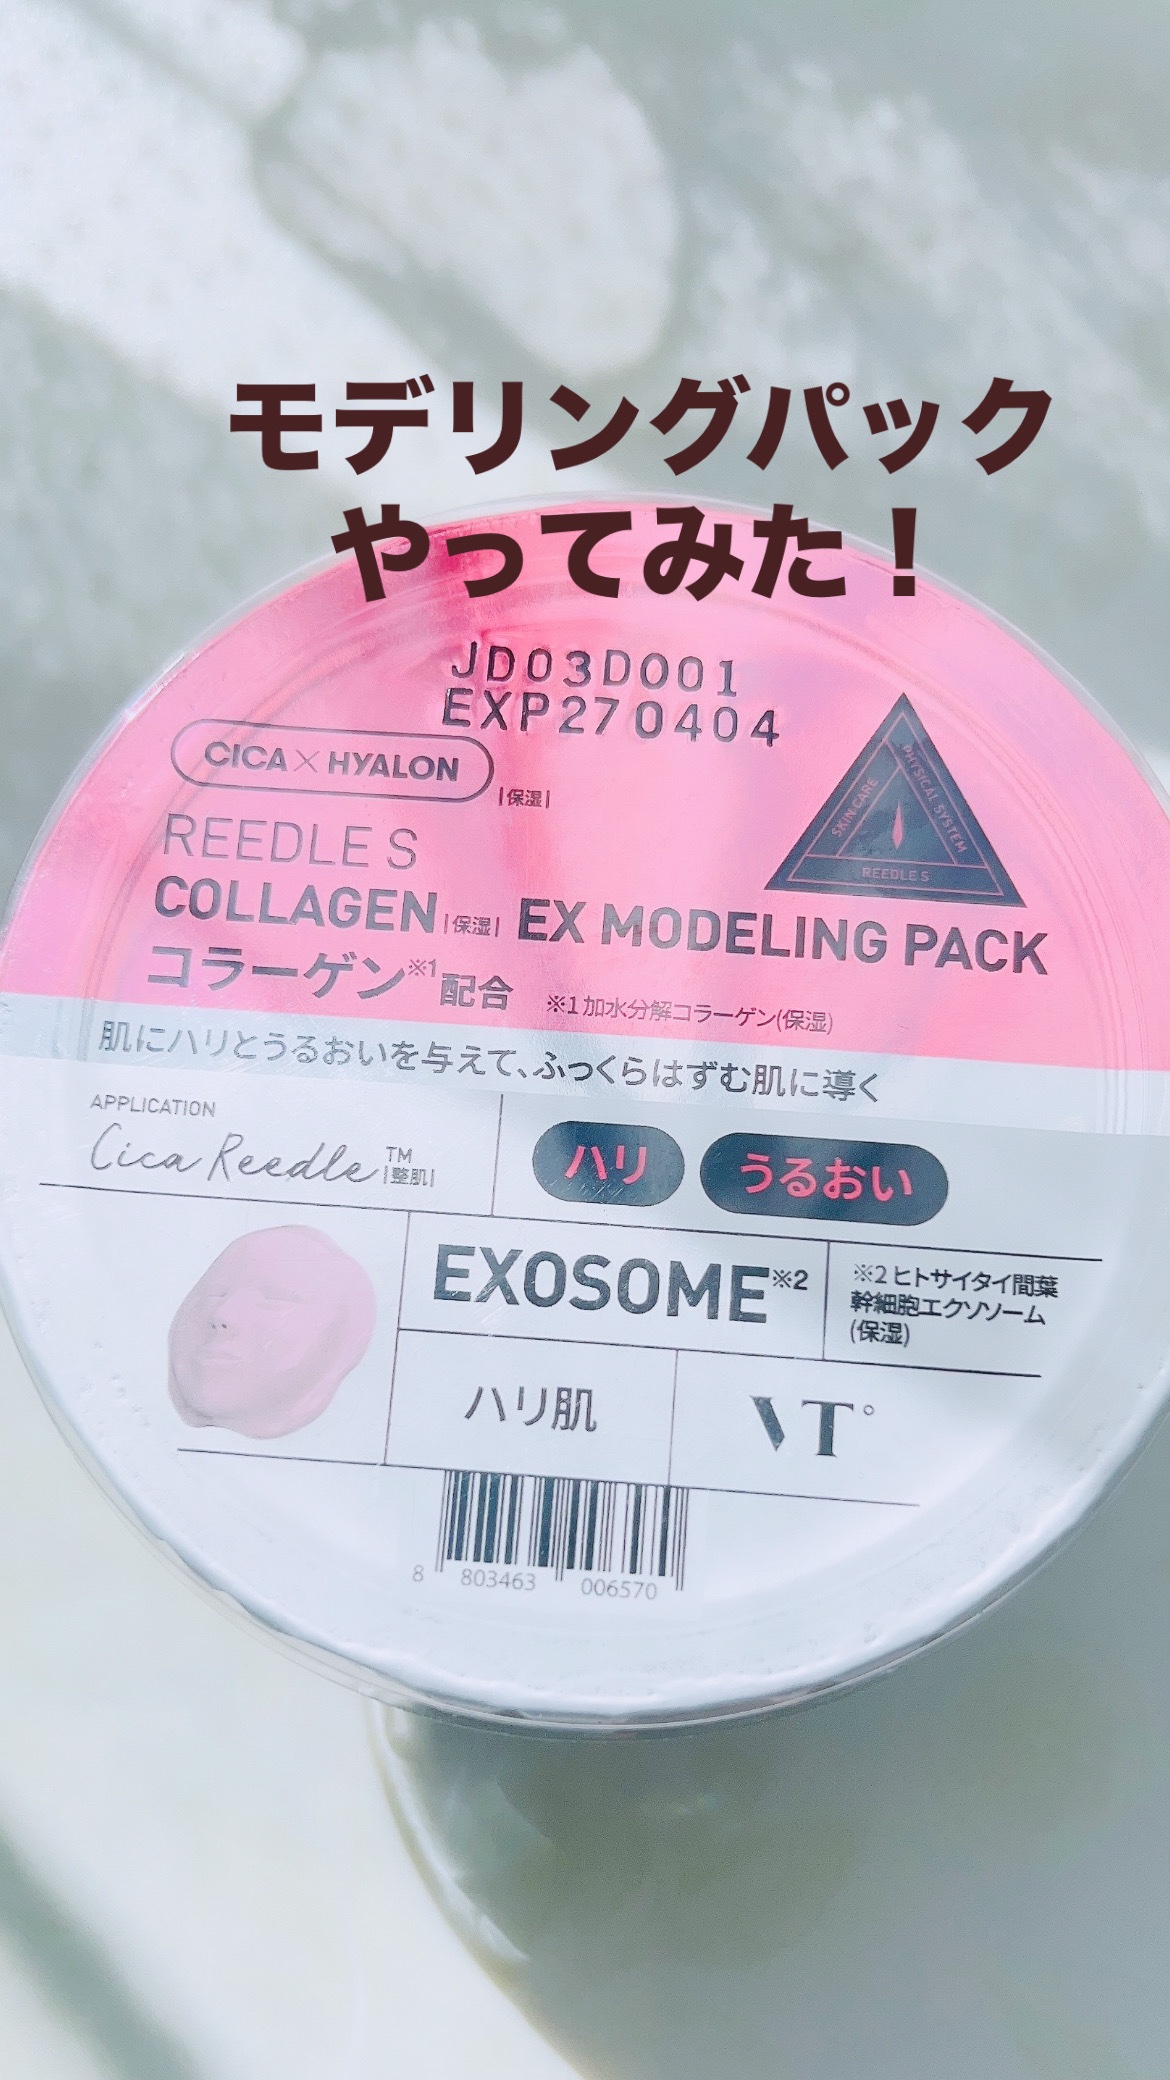 モデリングパック
やってみた！
JD03D001
EXP270404
CICA×HYALON |保湿|
REEDLE S
COLLAGEN |保湿| EX MODELING PACK
コラーゲン※1配合 ※1 加水分解コラーゲン(保湿)
SKIN CARE
PHYSICAL SYSTEM
REEDLE S
肌にハリとうるおいを与えて、ふっくらはずむ肌に導く
APPLICATION
Cica Reedle™ |整肌|
ハリ うるおい
EXOSOME※2
※2 ヒトサイタイ間葉
幹細胞エクソソーム
(保湿)
ハリ肌
VT°
8 803463 006570